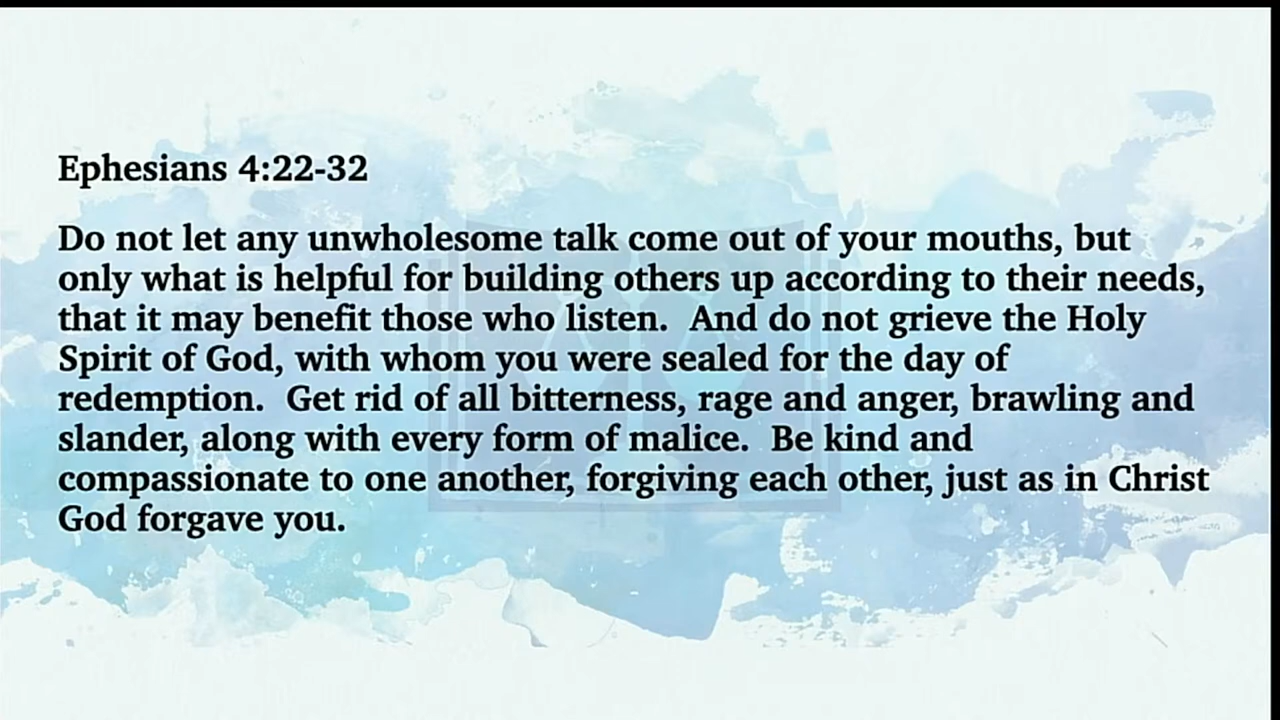 Ephesians 4:22-32
Do not let any unwholesome talk come out of your mouths, but
only what is helpful for building others up according to their needs,
that it may benefit those who listen.  And do not grieve the Holy
Spirit of God, with whom you were sealed for the day of
redemption.  Get rid of all bitterness, rage and anger, brawling and
slander, along with every form of malice.  Be kind and
compassionate to one another, forgiving each other, just as in Christ
God forgave you.